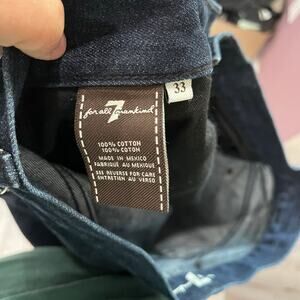 33
7
for all mankind
100% COTTON
100% COTON
MADE IN MEXICO
FABRIQUÉ AU MEXIQUE
SEE REVERSE FOR CARE
ENTRETIEN AU VERSO